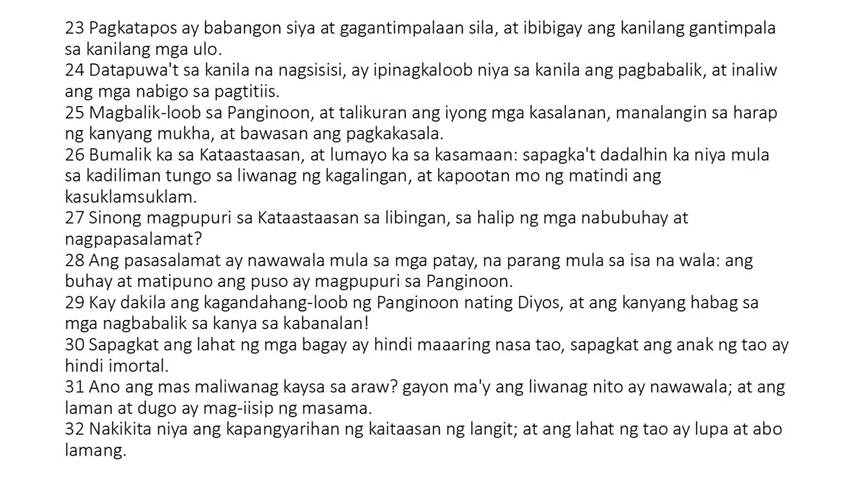 23 Pagkatapos ay babangon siya at gagantimpalaan sila, at ibibigay ang kanilang gantimpala
sa kanilang mga ulo.
24 Datapuwa't sa kanila na nagsisisi, ay ipinagkaloob niya sa kanila ang pagbabalik, at inaliw
ang mga nabigo sa pagtitiis.
25 Magbalik-loob sa Panginoon, at talikuran ang iyong mga kasalanan, manalangin sa harap
ng kanyang mukha, at bawasan ang pagkakasala.
26 Bumalik ka sa Kataastaasan, at lumayo ka sa kasamaan: sapagka't dadalhin ka niya mula
sa kadiliman tungo sa liwanag ng kagalingan, at kapootan mo ng matindi ang
kasuklamsuklam.
27 Sinong magpupuri sa Kataastaasan sa libingan, sa halip ng mga nabubuhay at
nagpapasalamat?
28 Ang pasasalamat ay nawawala mula sa mga patay, na parang mula sa isa na wala: ang
buhay at matipuno ang puso ay magpupuri sa Panginoon.
29 Kay dakila ang kagandahang-loob ng Panginoon nating Diyos, at ang kanyang habag sa
mga nagbabalik sa kanya sa kabanalan!
30 Sapagkat ang lahat ng mga bagay ay hindi maaaring nasa tao, sapagkat ang anak ng tao ay
hindi imortal.
31 Ano ang mas maliwanag kaysa sa araw? gayon ma'y ang liwanag nito ay nawawala; at ang
laman at dugo ay mag-iisip ng masama.
32 Nakikita niya ang kapangyarihan ng kaitaasan ng langit; at ang lahat ng tao ay lupa at abo
lamang.